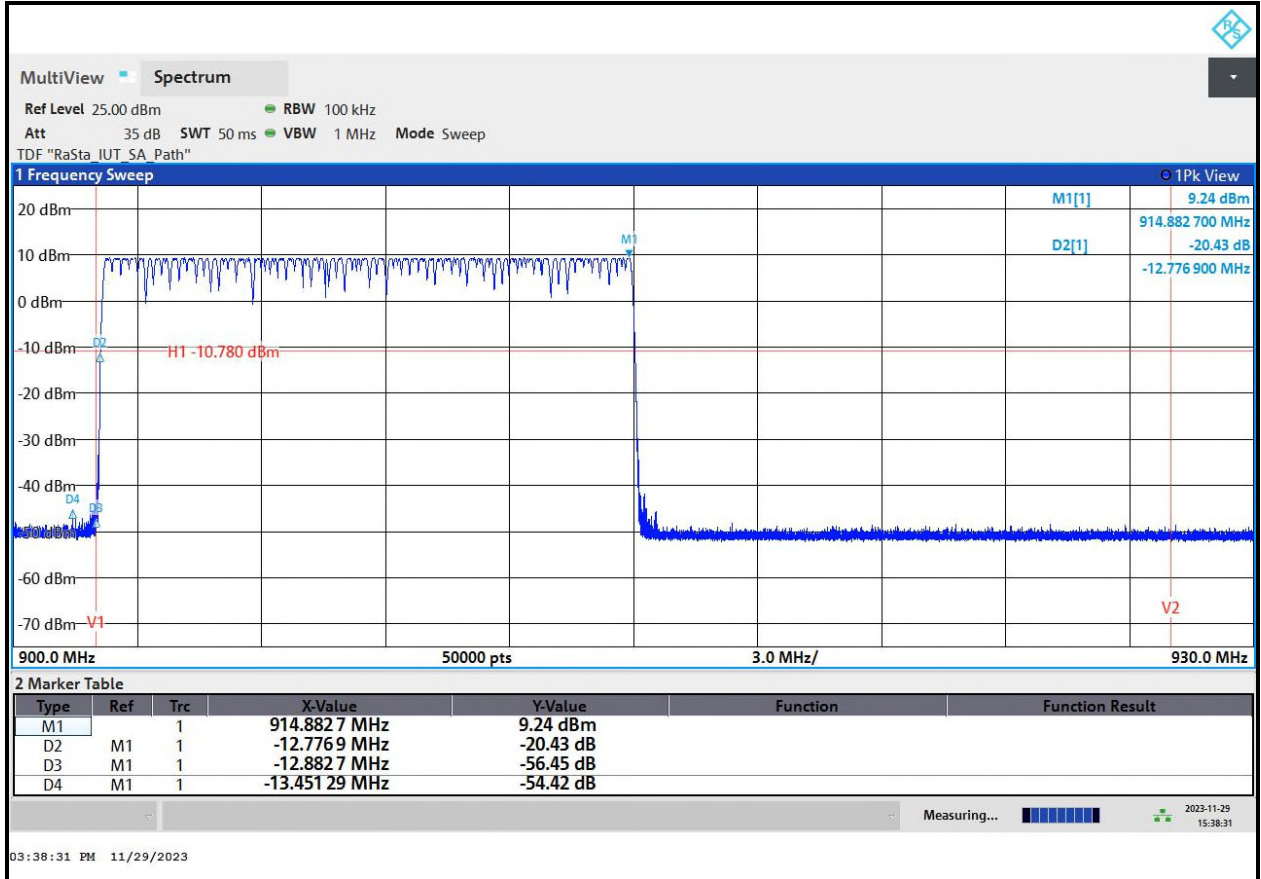 R&S
MultiView Spectrum
Ref Level 25.00 dBm RBW 100 kHz
Att 35 dB SWT 50 ms VBW 1 MHz Mode Sweep
TDF "RaSta_IUT_SA_Path"
1 Frequency Sweep 1Pk View
M1[1] 9.24 dBm
914.882 700 MHz
D2[1] -20.43 dB
-12.776 900 MHz
20 dBm
M1
10 dBm
0 dBm
D2
-10 dBm
H1 -10.780 dBm
-20 dBm
-30 dBm
-40 dBm
D4
D3
-50 dBm
-60 dBm
V2
-70 dBm V1
900.0 MHz 50000 pts 3.0 MHz/ 930.0 MHz
2 Marker Table
Type Ref Trc X-Value Y-Value Function Function Result
M1 1 914.882 7 MHz 9.24 dBm
D2 M1 1 -12.776 9 MHz -20.43 dB
D3 M1 1 -12.882 7 MHz -56.45 dB
D4 M1 1 -13.451 29 MHz -54.42 dB
Measuring... 2023-11-29
15:38:31
03:38:31 PM 11/29/2023